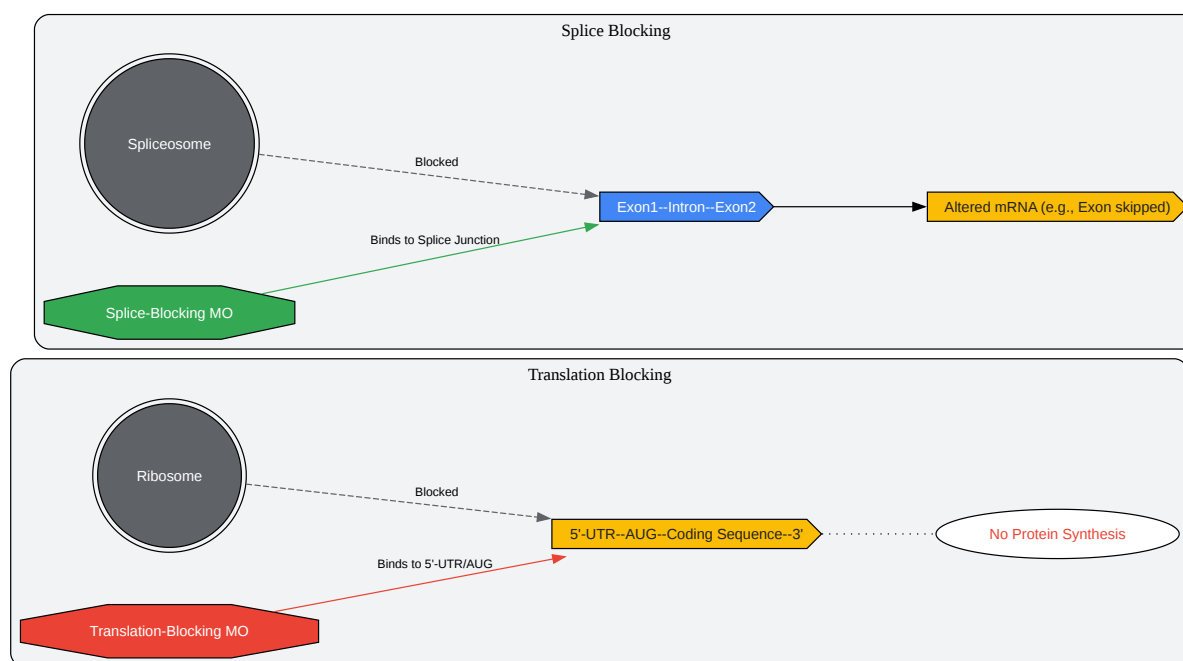 Splice Blocking
Spliceosome
Blocked
Exon1--Intron--Exon2
Altered mRNA (e.g., Exon skipped)
Binds to Splice Junction
Splice-Blocking MO
Translation Blocking
Ribosome
Blocked
5'-UTR--AUG--Coding Sequence--3'
No Protein Synthesis
Binds to 5'-UTR/AUG
Translation-Blocking MO